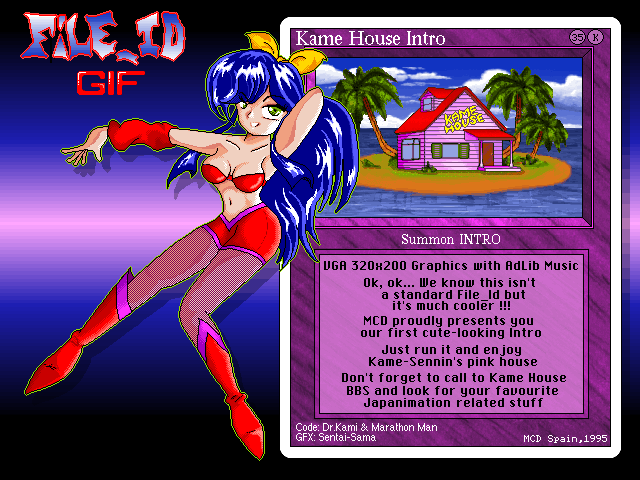 FiLE_ID
GIF
Kame House Intro
35 K
KAME
HOUSE
Summon INTRO
VGA 320x200 Graphics with AdLib Music
Ok, ok... We know this isn't
a standard File_Id but
it's much cooler !!!
MCD proudly presents you
our first cute-looking Intro
Just run it and enjoy
Kame-Sennin's pink house
Don't forget to call to Kame House
BBS and look for your favourite
Japanimation related stuff
Code: Dr.Kami & Marathon Man
GFX: Sentai-Sama
MCD Spain,1995